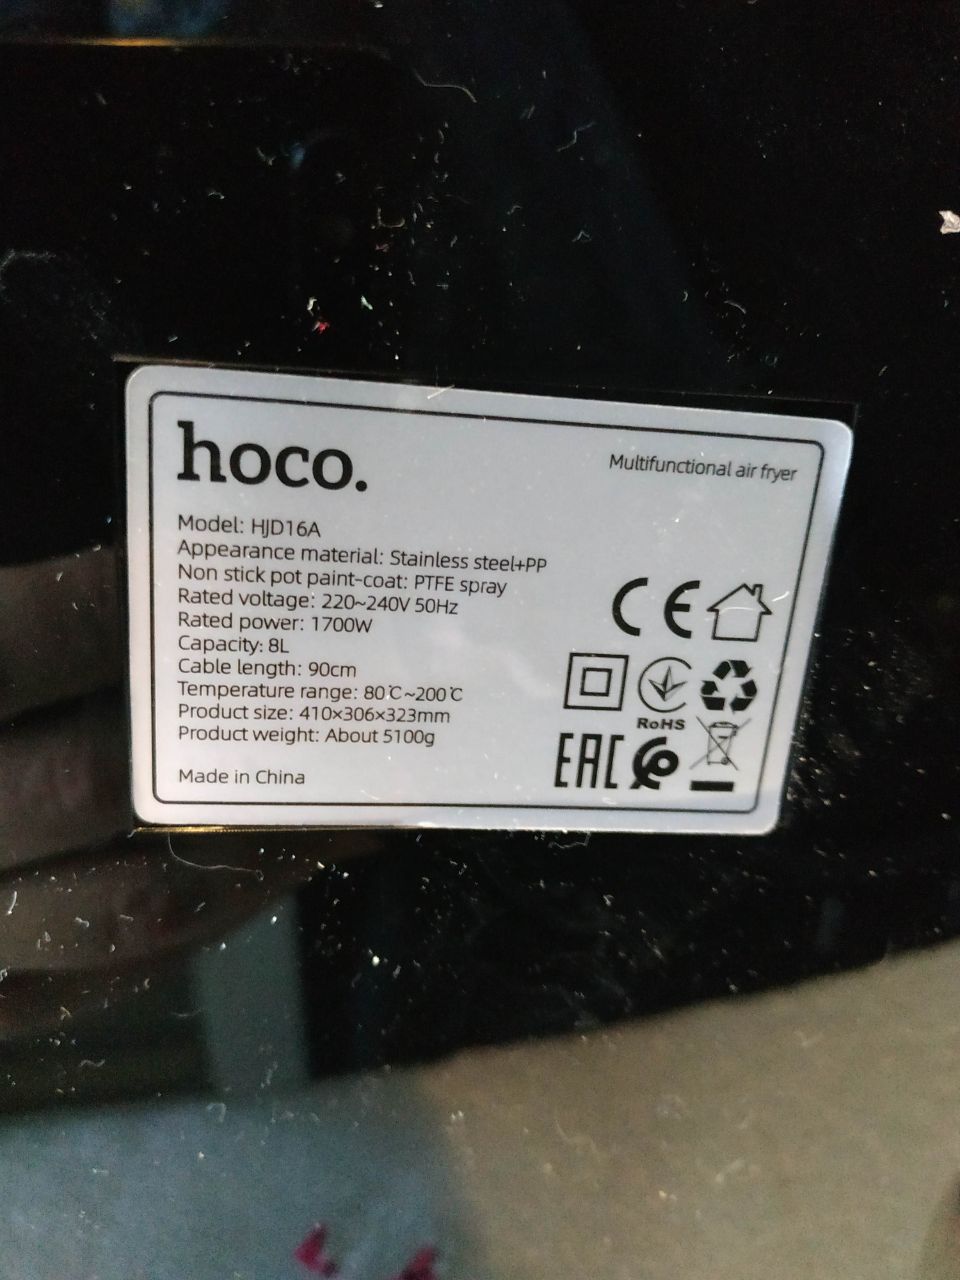 hoco.
Multifunctional air fryer
Model: HJD16A
Appearance material: Stainless steel+PP
Non stick pot paint-coat: PTFE spray
Rated voltage: 220~240V 50Hz
Rated power: 1700W
Capacity: 8L
Cable length: 90cm
Temperature range: 80℃~200℃
Product size: 410×306×323mm
Product weight: About 5100g
Made in China
CE
RoHS
EAC